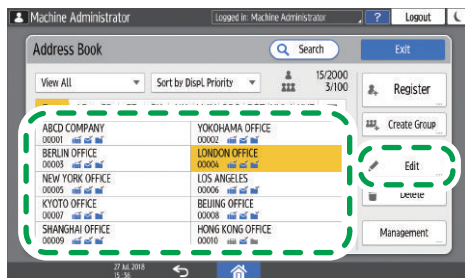 Machine Administrator
Logged in: Machine Administrator
?
Logout
Address Book
Search
Exit
View All
Sort by Displ. Priority
15/2000
3/100
Register
Create Group
ABCD COMPANY
00001
YOKOHAMA OFFICE
00002
BERLIN OFFICE
00003
LONDON OFFICE
00004
Edit
NEW YORK OFFICE
00005
LOS ANGELES
00006
Delete
KYOTO OFFICE
00007
BEIJING OFFICE
00008
SHANGHAI OFFICE
00009
HONG KONG OFFICE
00010
Management
27 Jul. 2018
15:36